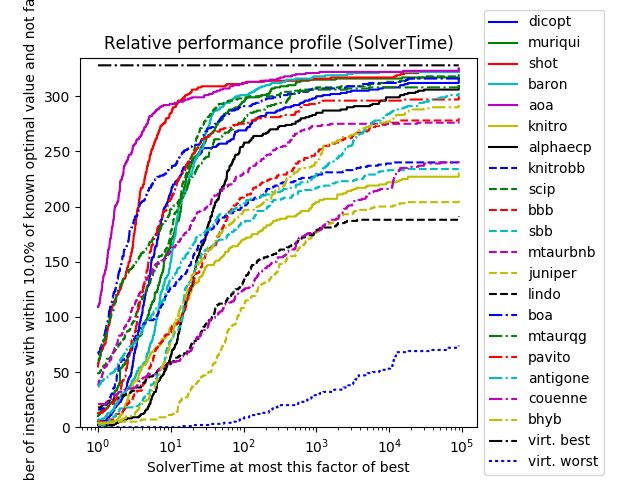 Relative performance profile (SolverTime)
ber of instances with within 10.0% of known optimal value and not fa
300
250
200
150
100
50
0
10^0 10^1 10^2 10^3 10^4 10^5
SolverTime at most this factor of best
dicopt
muriqui
shot
baron
aoa
knitro
alphaecp
knitrobb
scip
bbb
sbb
mtaurbnb
juniper
lindo
boa
mtaurqg
pavito
antigone
couenne
bhyb
virt. best
virt. worst